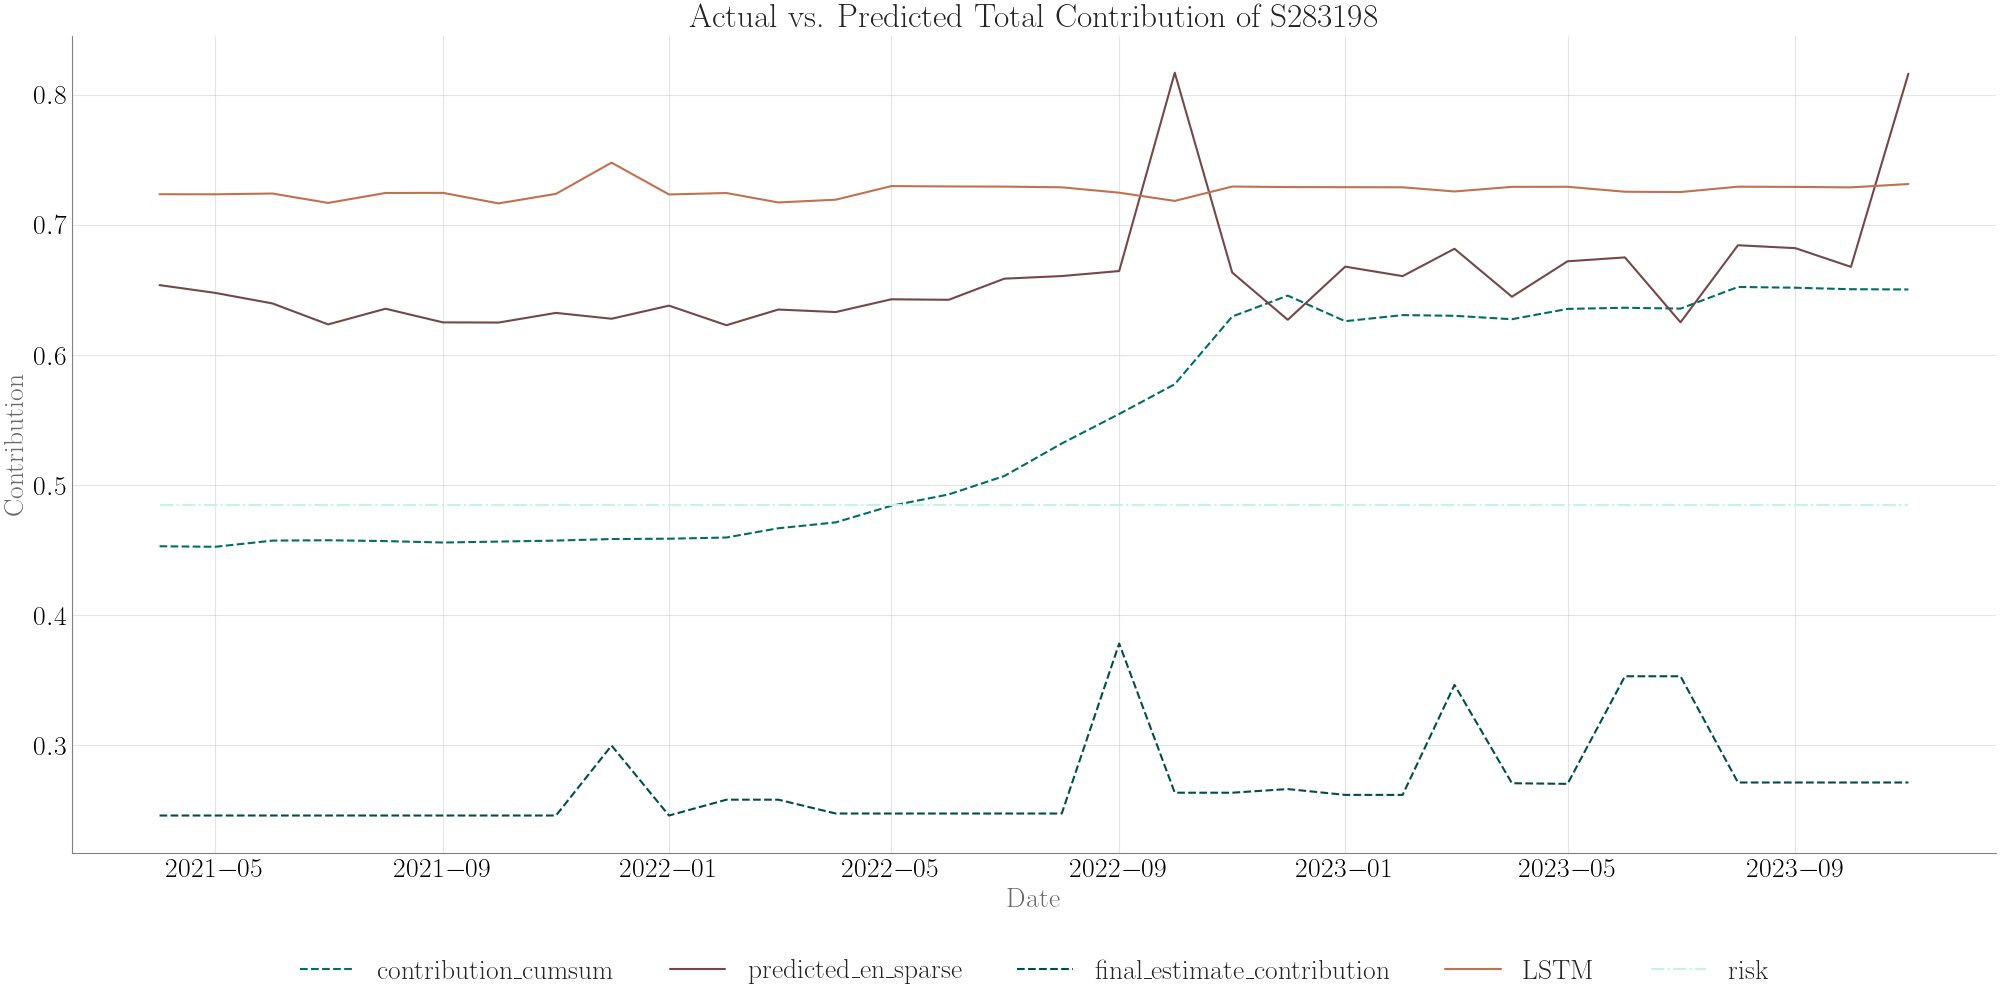 Actual vs. Predicted Total Contribution of S283198
0.8
0.7
0.6
0.5
0.4
0.3
Contribution
2021−05 2021−09 2022−01 2022−05 2022−09 2023−01 2023−05 2023−09
Date
contribution_cumsum predicted_en_sparse final_estimate_contribution LSTM risk